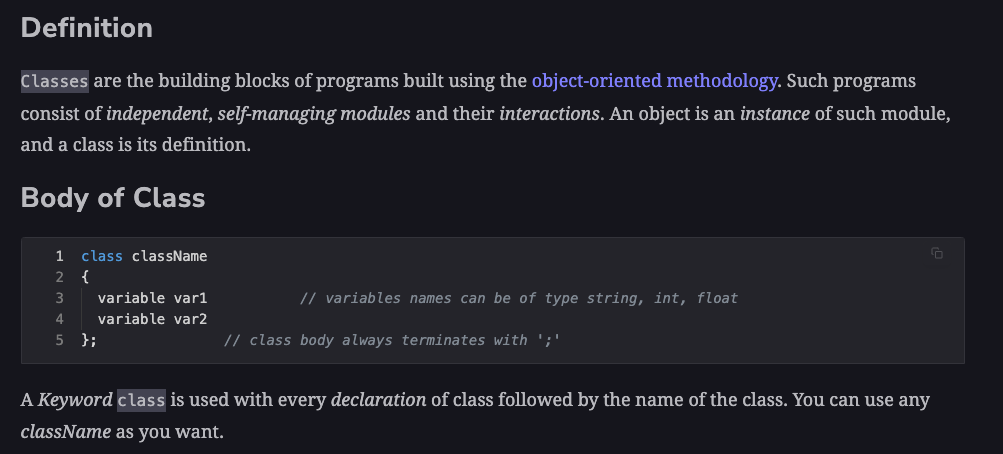 Definition
Classes are the building blocks of programs built using the object-oriented methodology. Such programs
consist of independent, self-managing modules and their interactions. An object is an instance of such module,
and a class is its definition.
Body of Class
1 class className
2 {
3 variable var1 // variables names can be of type string, int, float
4 variable var2
5 }; // class body always terminates with ';'
A Keyword class is used with every declaration of class followed by the name of the class. You can use any
className as you want.